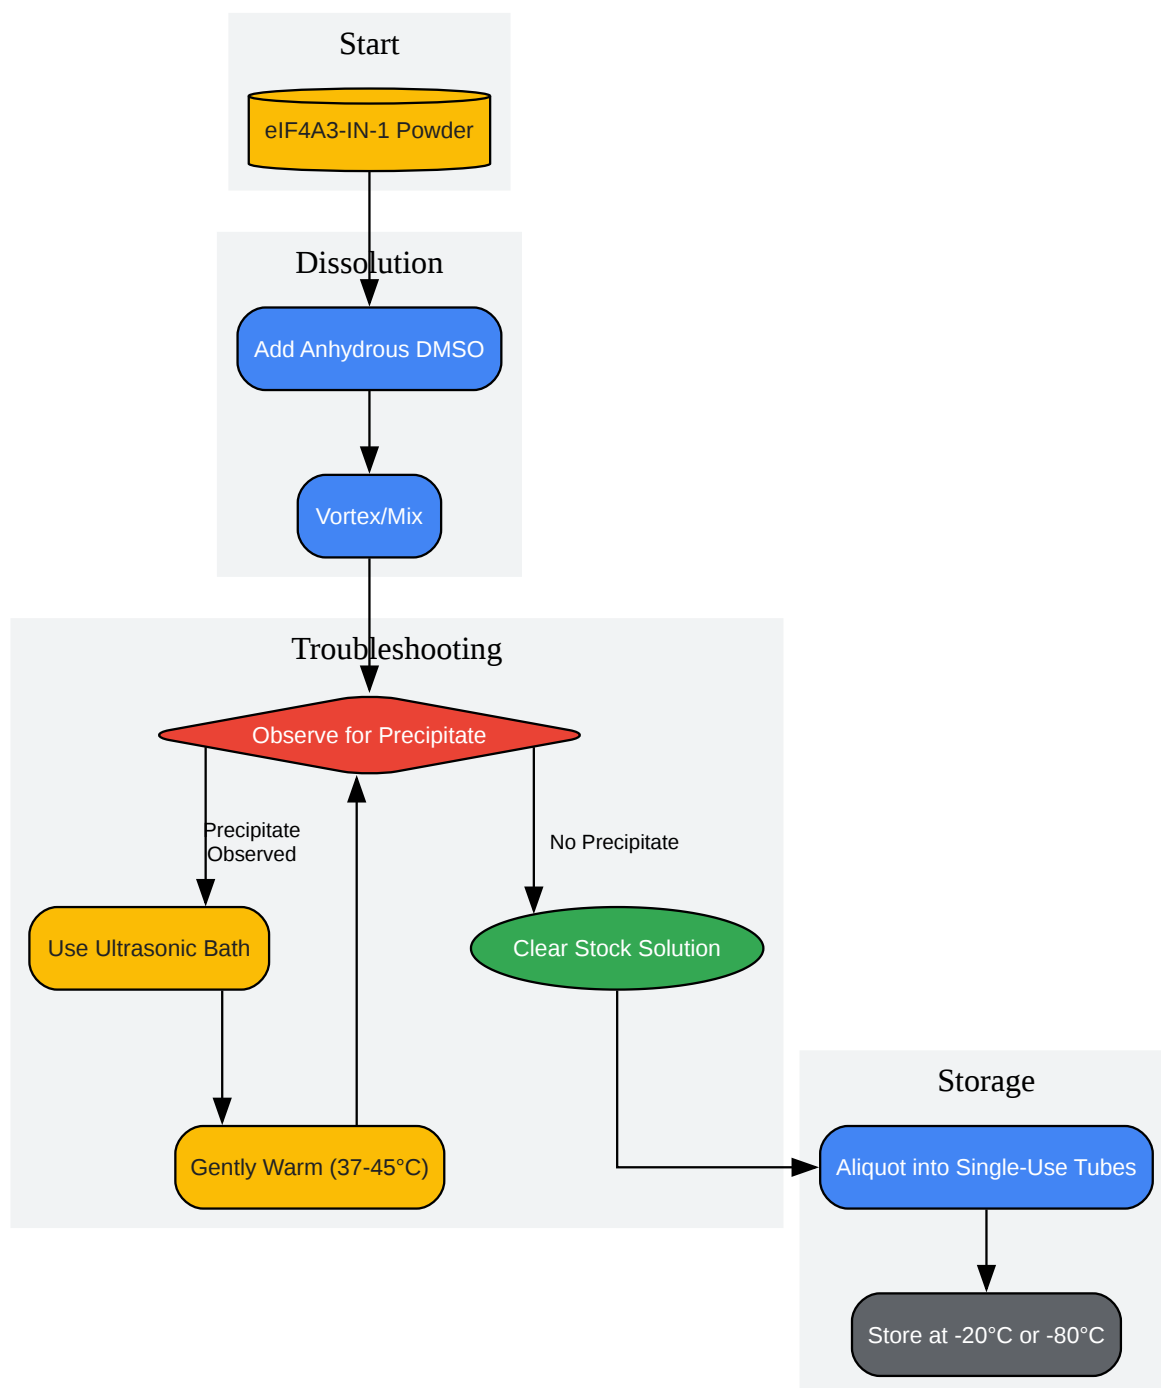 Start
eIF4A3-IN-1 Powder
Dissolution
Add Anhydrous DMSO
Vortex/Mix
Troubleshooting
Observe for Precipitate
Precipitate
Observed
No Precipitate
Use Ultrasonic Bath
Clear Stock Solution
Gently Warm (37-45°C)
Storage
Aliquot into Single-Use Tubes
Store at -20°C or -80°C